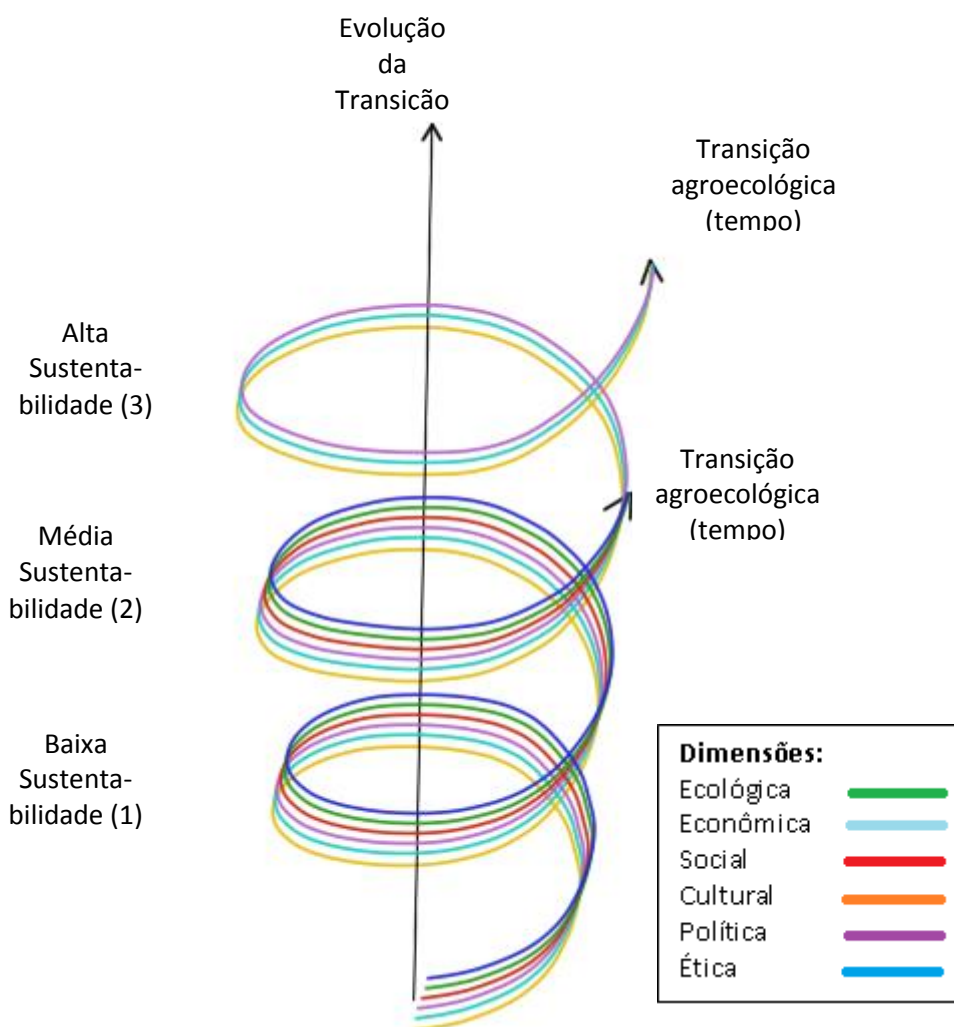 Evolução
da
Transição
Transição
agroecológica
(tempo)
Alta
Sustenta-
bilidade (3)
Transição
agroecológica
(tempo)
Média
Sustenta-
bilidade (2)
Baixa
Sustenta-
bilidade (1)
Dimensões:
Ecológica
Econômica
Social
Cultural
Política
Ética